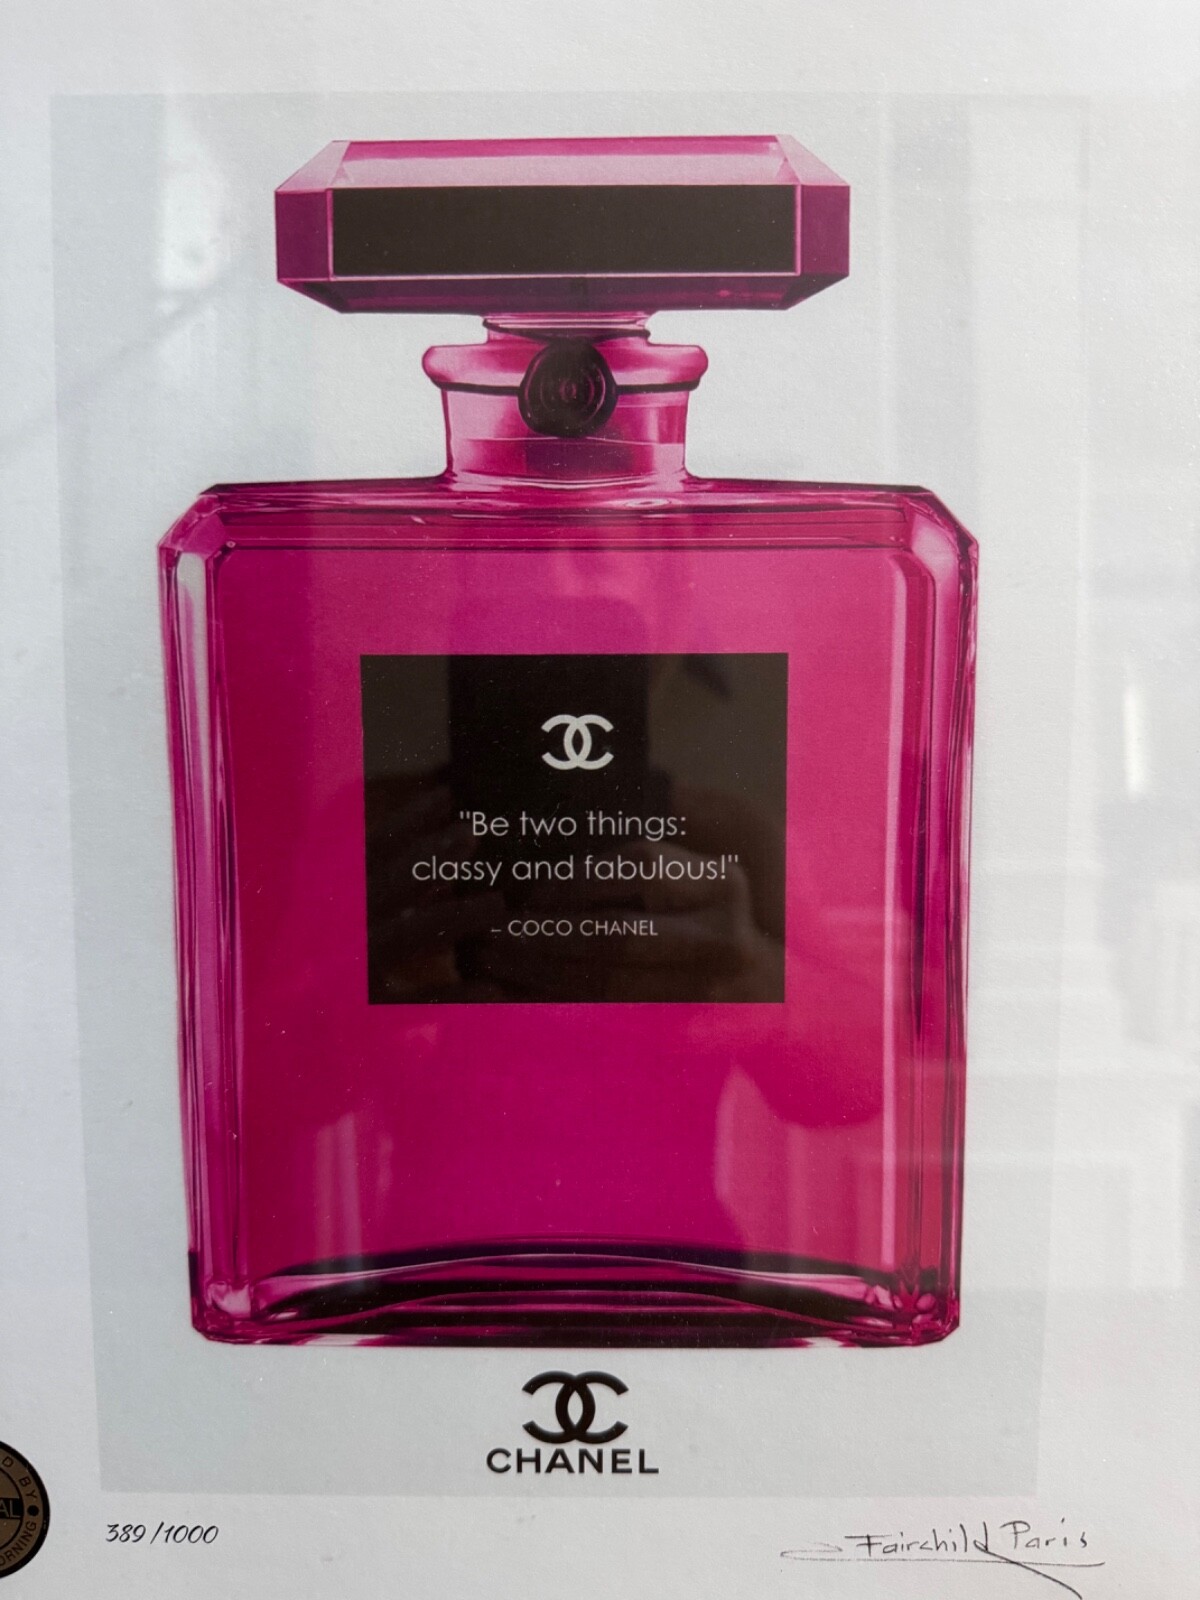 "Be two things:
classy and fabulous!"
– COCO CHANEL
CHANEL
389/1000
Fairchild Paris